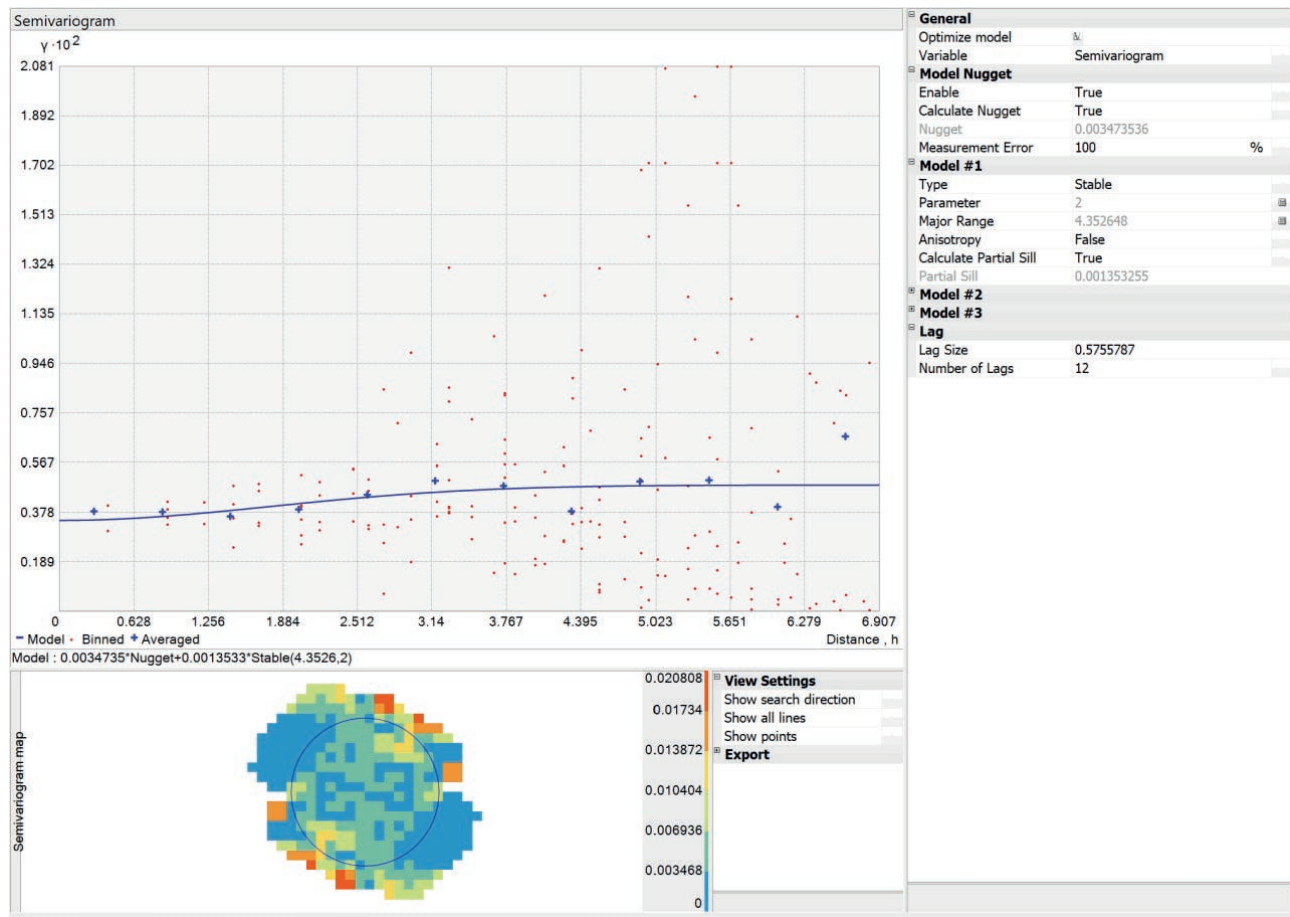 Semivariogram
γ ·10²
2.081
1.892
1.702
1.513
1.324
1.135
0.946
0.757
0.567
0.378
0.189
0 0.628 1.256 1.884 2.512 3.14 3.767 4.395 5.023 5.651 6.279 6.907
Model Binned Averaged Distance , h
Model : 0.0034735*Nugget+0.0013533*Stable(4.3526,2)
Semivariogram map
0.020808
0.01734
0.013872
0.010404
0.006936
0.003468
0
View Settings
Show search direction
Show all lines
Show points
Export
General
Optimize model
Variable Semivariogram
Model Nugget
Enable True
Calculate Nugget True
Nugget 0.003473536
Measurement Error 100 %
Model #1
Type Stable
Parameter 2
Major Range 4.352648
Anisotropy False
Calculate Partial Sill True
Partial Sill 0.001353255
Model #2
Model #3
Lag
Lag Size 0.5755787
Number of Lags 12